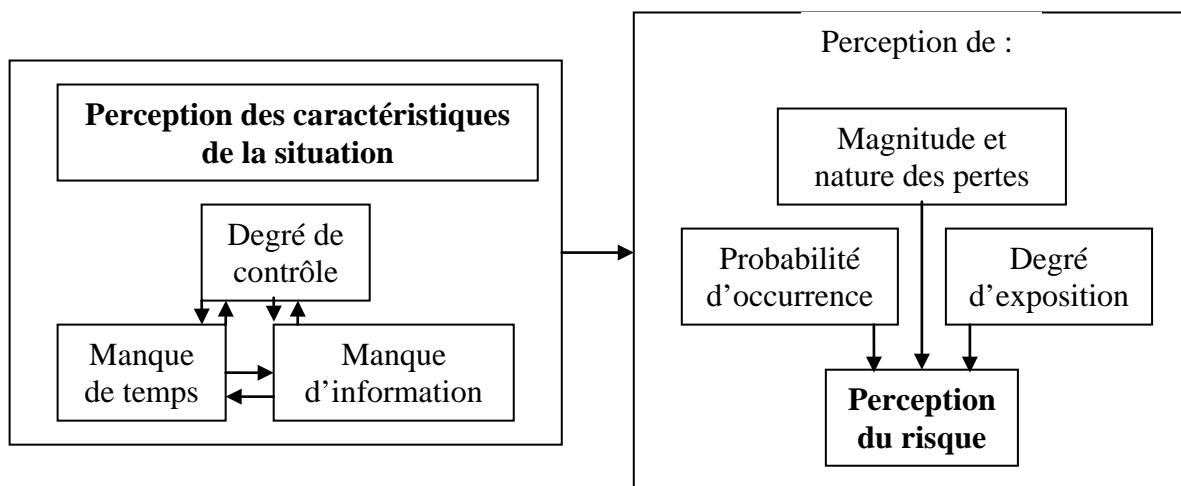 Perception des caractéristiques
de la situation
Degré de
contrôle
Manque
de temps
Manque
d’information
Perception de :
Magnitude et
nature des pertes
Probabilité
d’occurrence
Degré
d’exposition
Perception
du risque